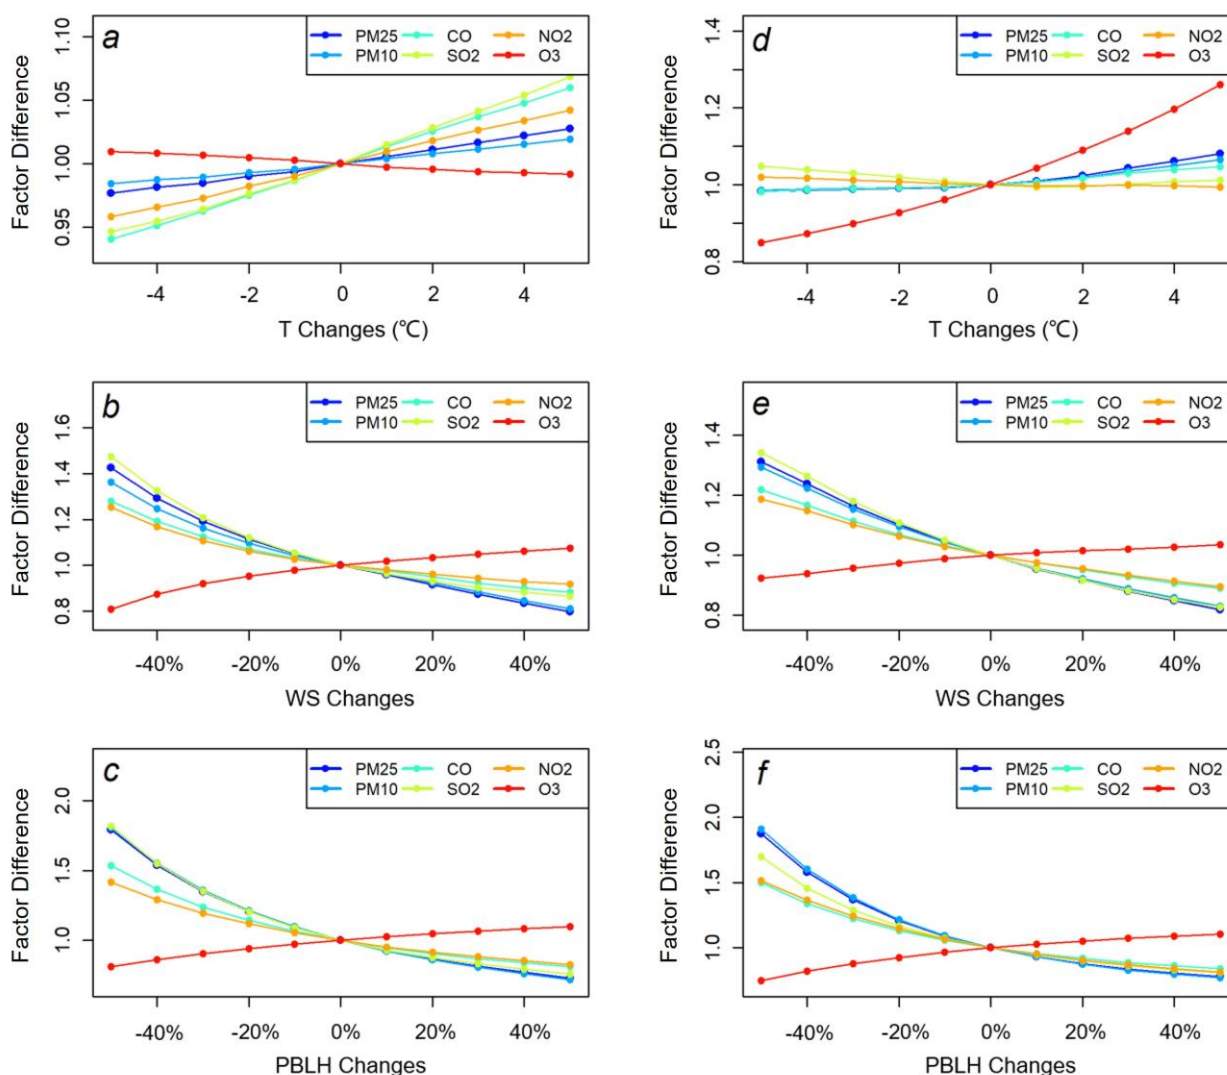 a
PM25 CO NO2
PM10 SO2 O3
Factor Difference
1.10
1.05
1.00
0.95
-4 -2 0 2 4
T Changes (℃)
d
PM25 CO NO2
PM10 SO2 O3
Factor Difference
1.4
1.2
1.0
0.8
-4 -2 0 2 4
T Changes (℃)
b
PM25 CO NO2
PM10 SO2 O3
Factor Difference
1.6
1.4
1.2
1.0
0.8
-40% -20% 0% 20% 40%
WS Changes
e
PM25 CO NO2
PM10 SO2 O3
Factor Difference
1.4
1.2
1.0
0.8
-40% -20% 0% 20% 40%
WS Changes
c
PM25 CO NO2
PM10 SO2 O3
Factor Difference
2.0
1.5
1.0
-40% -20% 0% 20% 40%
PBLH Changes
f
PM25 CO NO2
PM10 SO2 O3
Factor Difference
2.5
2.0
1.5
1.0
-40% -20% 0% 20% 40%
PBLH Changes